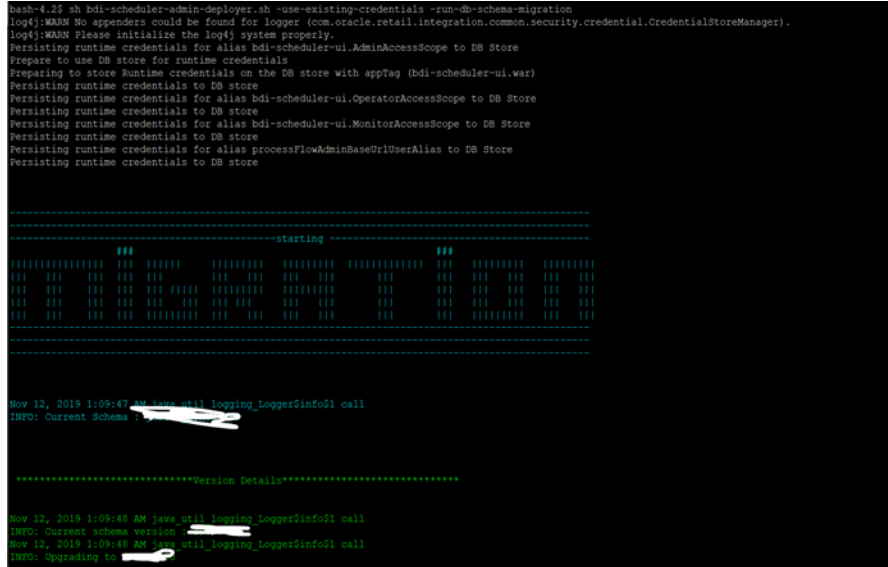 bash-4.2$ sh bdi-scheduler-admin-deployer.sh -use-existing-credentials -run-db-schema-migration
log4j:WARN No appenders could be found for logger (com.oracle.retail.integration.common.security.credential.CredentialStoreManager).
log4j:WARN Please initialize the log4j system properly.
Persisting runtime credentials for alias bdi-scheduler-ui.AdminAccessScope to DB Store
Prepare to use DB store for runtime credentials
Preparing to store Runtime credentials on the DB store with appTag (bdi-scheduler-ui.war)
Persisting runtime credentials to DB store
Persisting runtime credentials for alias bdi-scheduler-ui.OperatorAccessScope to DB Store
Persisting runtime credentials to DB store
Persisting runtime credentials for alias bdi-scheduler-ui.MonitorAccessScope to DB Store
Persisting runtime credentials to DB store
Persisting runtime credentials for alias processFlowAdminBaseUrlUserAlias to DB Store
Persisting runtime credentials to DB store
starting
MIGRATION
Nov 12, 2019 1:09:47 AM java_util_logging_Logger$info$1 call
INFO: Current Schema :
******************************Version Details******************************
Nov 12, 2019 1:09:48 AM java_util_logging_Logger$info$1 call
INFO: Current schema version :
Nov 12, 2019 1:09:48 AM java_util_logging_Logger$info$1 call
INFO: Upgrading to